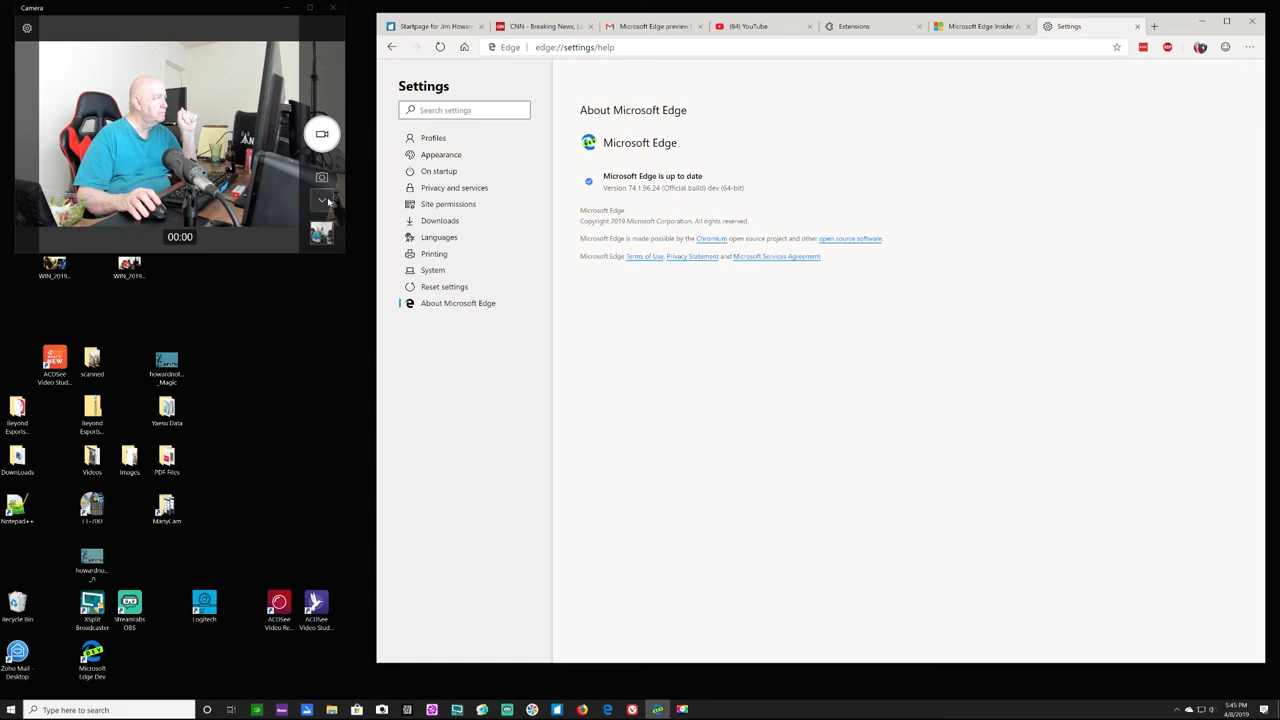 Camera
00:00
WIN_2019...
WIN_2019...
ACDSee
Video Stud...
scanned
howardnot...
_Magic
Beyond
Esports...
Beyond
Esports...
Yaesu Data
DownLoads
Videos
Images
PDF Files
Notepad++
ManyCam
howardno...
_n
Recycle Bin
XSplit
Broadcaster
Streamlabs
OBS
Logitech
ACDSee
Video Re...
ACDSee
Video Stud...
Zoho Mail -
Desktop
Microsoft
Edge Dev
Startpage for Jim Howar
CNN - Breaking News, L
Microsoft Edge preview
(84) YouTube
Extensions
Microsoft Edge Insider A
Settings
Edge
edge://settings/help
Settings
Search settings
Profiles
Appearance
On startup
Privacy and services
Site permissions
Downloads
Languages
Printing
System
Reset settings
About Microsoft Edge
About Microsoft Edge
Microsoft Edge
Microsoft Edge is up to date
Version 74.1.96.24 (Official build) dev (64-bit)
Microsoft Edge
Copyright 2019 Microsoft Corporation. All rights reserved.
Microsoft Edge is made possible by the Chromium open source project and other open source software.
Microsoft Edge Terms of Use, Privacy Statement and Microsoft Services Agreement
Type here to search
5:45 PM
4/8/2019